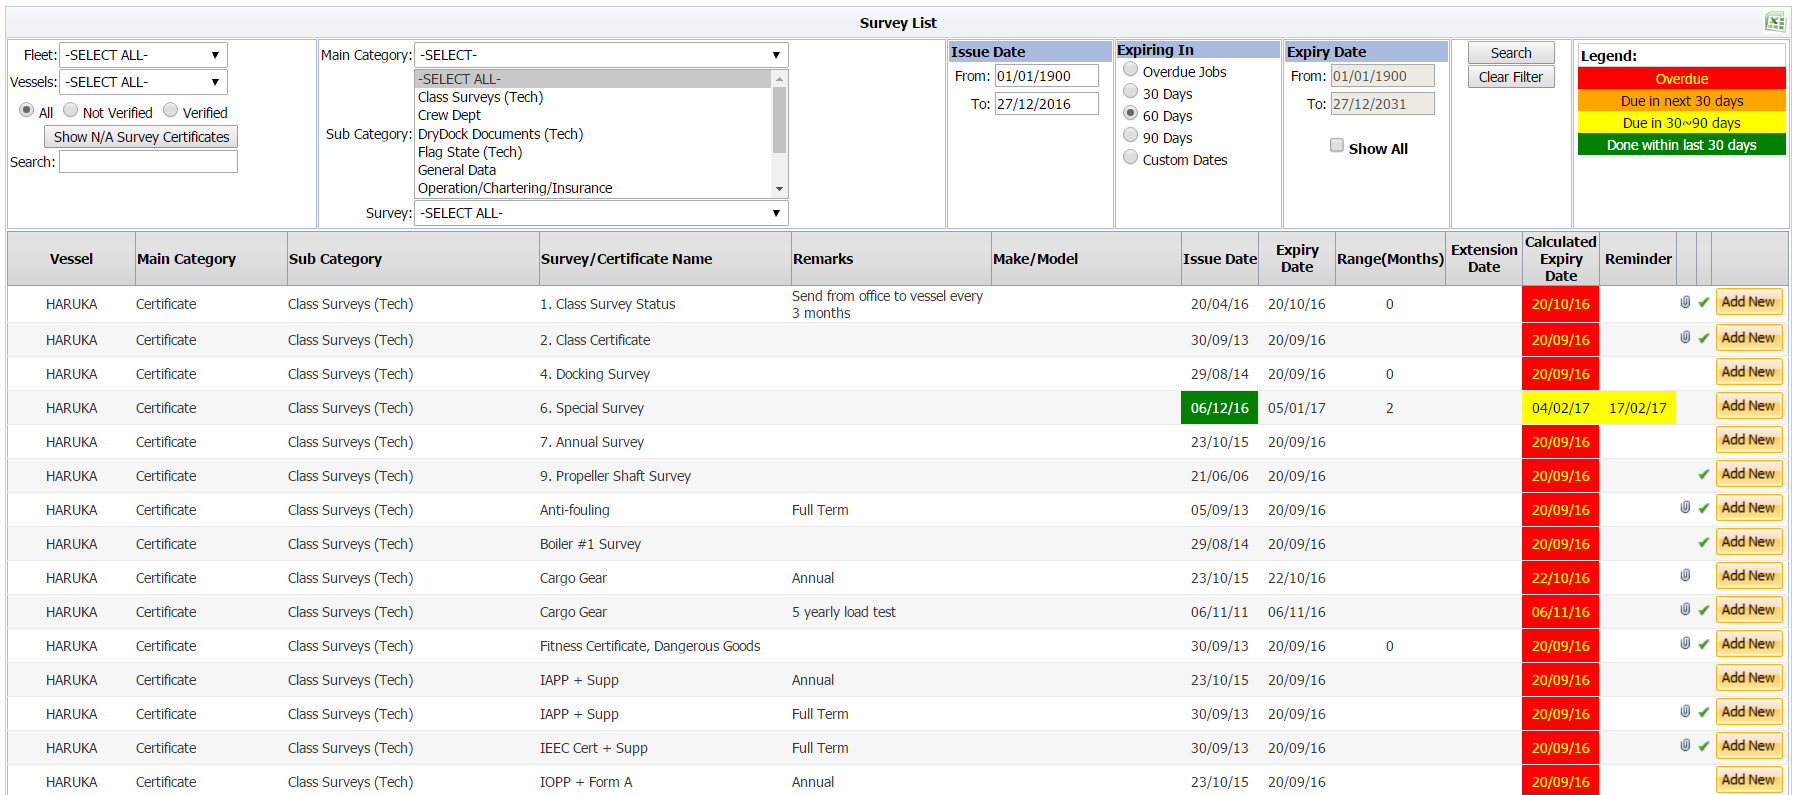 Survey List
Fleet: -SELECT ALL-
Vessels: -SELECT ALL-
All Not Verified Verified
Show N/A Survey Certificates
Search:
Main Category: -SELECT-
Sub Category:
-SELECT ALL-
Class Surveys (Tech)
Crew Dept
DryDock Documents (Tech)
Flag State (Tech)
General Data
Operation/Chartering/Insurance
Survey: -SELECT ALL-
Issue Date
From: 01/01/1900
To: 27/12/2016
Expiring In
Overdue Jobs
30 Days
60 Days
90 Days
Custom Dates
Expiry Date
From: 01/01/1900
To: 27/12/2031
Show All
Search
Clear Filter
Legend:
Overdue
Due in next 30 days
Due in 30~90 days
Done within last 30 days
Vessel Main Category Sub Category Survey/Certificate Name Remarks Make/Model Issue Date Expiry Date Range(Months) Extension Date Calculated Expiry Date Reminder
HARUKA Certificate Class Surveys (Tech) 1. Class Survey Status Send from office to vessel every 3 months 20/04/16 20/10/16 0 20/10/16 Add New
HARUKA Certificate Class Surveys (Tech) 2. Class Certificate 30/09/13 20/09/16 20/09/16 Add New
HARUKA Certificate Class Surveys (Tech) 4. Docking Survey 29/08/14 20/09/16 0 20/09/16 Add New
HARUKA Certificate Class Surveys (Tech) 6. Special Survey 06/12/16 05/01/17 2 04/02/17 17/02/17 Add New
HARUKA Certificate Class Surveys (Tech) 7. Annual Survey 23/10/15 20/09/16 20/09/16 Add New
HARUKA Certificate Class Surveys (Tech) 9. Propeller Shaft Survey 21/06/06 20/09/16 20/09/16 Add New
HARUKA Certificate Class Surveys (Tech) Anti-fouling Full Term 05/09/13 20/09/16 20/09/16 Add New
HARUKA Certificate Class Surveys (Tech) Boiler #1 Survey 29/08/14 20/09/16 20/09/16 Add New
HARUKA Certificate Class Surveys (Tech) Cargo Gear Annual 23/10/15 22/10/16 22/10/16 Add New
HARUKA Certificate Class Surveys (Tech) Cargo Gear 5 yearly load test 06/11/11 06/11/16 06/11/16 Add New
HARUKA Certificate Class Surveys (Tech) Fitness Certificate, Dangerous Goods 30/09/13 20/09/16 0 20/09/16 Add New
HARUKA Certificate Class Surveys (Tech) IAPP + Supp Annual 23/10/15 20/09/16 20/09/16 Add New
HARUKA Certificate Class Surveys (Tech) IAPP + Supp Full Term 30/09/13 20/09/16 20/09/16 Add New
HARUKA Certificate Class Surveys (Tech) IEEC Cert + Supp Full Term 30/09/13 20/09/16 20/09/16 Add New
HARUKA Certificate Class Surveys (Tech) IOPP + Form A Annual 23/10/15 20/09/16 20/09/16 Add New